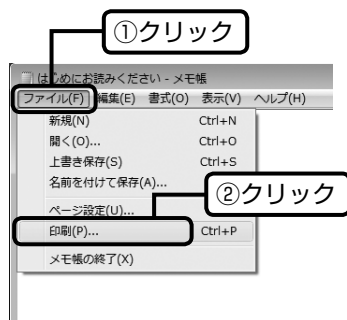 ①クリック
はじめにお読みください - メモ帳
ファイル(F) 編集(E) 書式(O) 表示(V) ヘルプ(H)
新規(N) Ctrl+N
開く(O)... Ctrl+O
上書き保存(S) Ctrl+S
名前を付けて保存(A)...
②クリック
ページ設定(U)...
印刷(P)... Ctrl+P
メモ帳の終了(X)